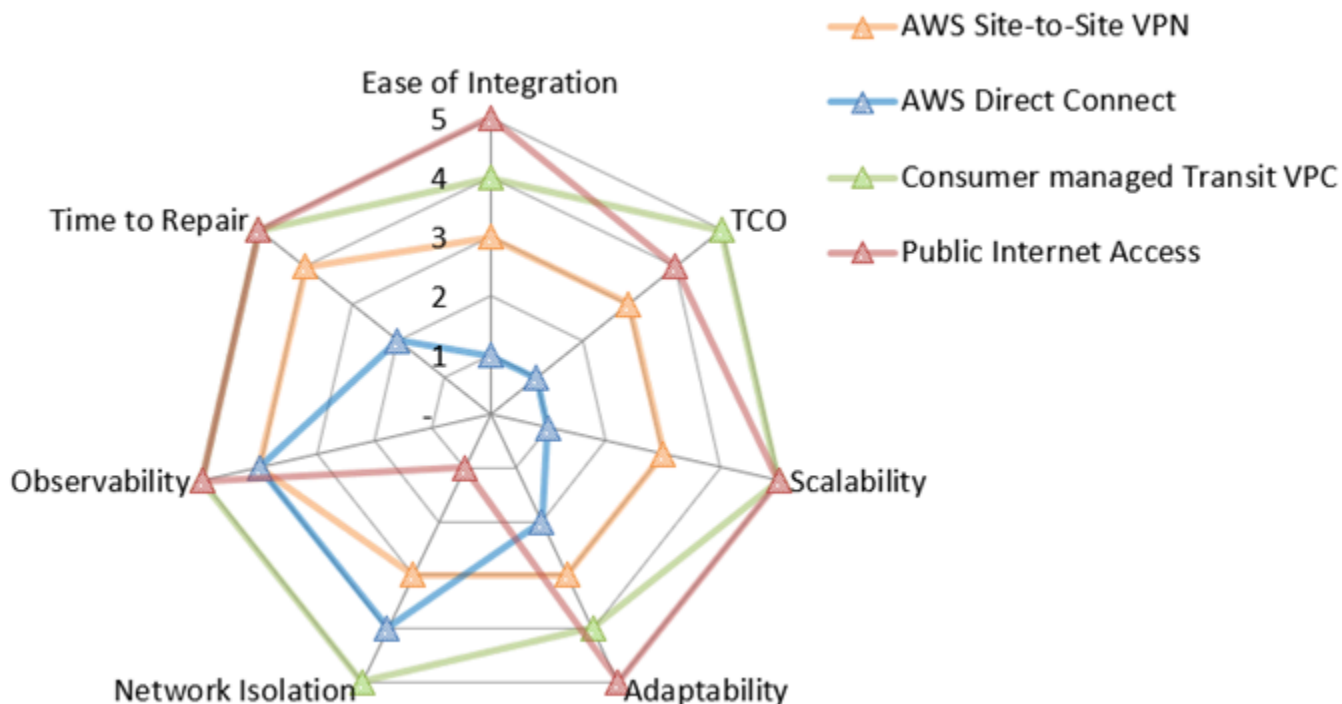 AWS Site-to-Site VPN
AWS Direct Connect
Consumer managed Transit VPC
Public Internet Access
Ease of Integration
5
4
3
2
1
-
TCO
Scalability
Adaptability
Network Isolation
Observability
Time to Repair